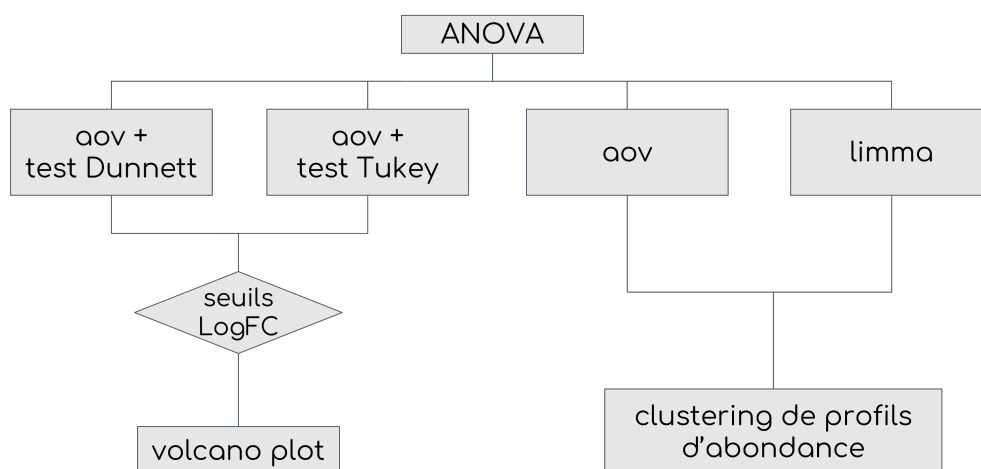 ANOVA
aov +
test Dunnett
aov +
test Tukey
aov
limma
seuils
LogFC
volcano plot
clustering de profils
d’abondance